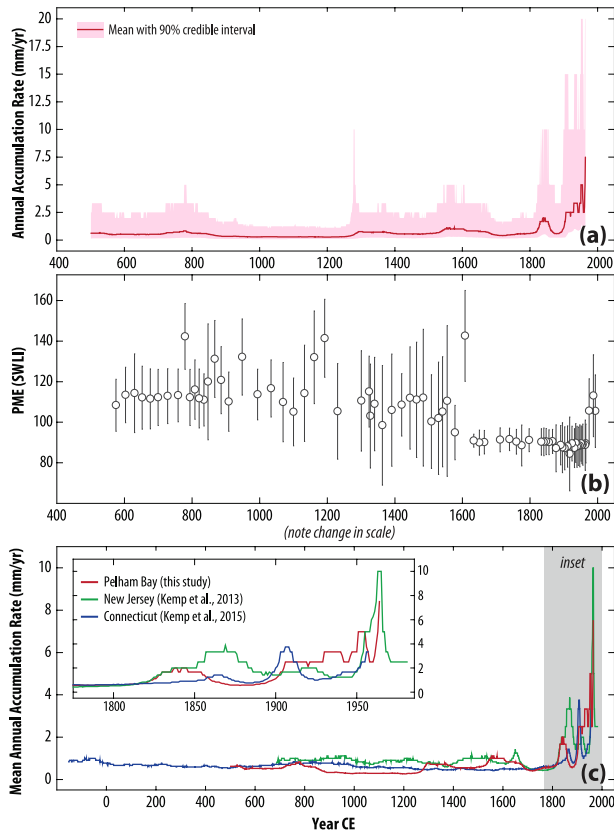 20
17.5
15
12.5
10
7.5
5
2.5
0
Annual Accumulation Rate (mm/yr)
Mean with 90% credible interval
(a)
400 600 800 1000 1200 1400 1600 1800 2000
160
140
120
100
80
PME (SWLI)
(b)
400 600 800 1000 1200 1400 1600 1800 2000
(note change in scale)
10
8
6
4
2
0
Mean Annual Accumulation Rate (mm/yr)
inset
Pelham Bay (this study)
New Jersey (Kemp et al., 2013)
Connecticut (Kemp et al., 2015)
10
8
6
4
2
0
1800 1850 1900 1950
(c)
0 200 400 600 800 1000 1200 1400 1600 1800 2000
Year CE